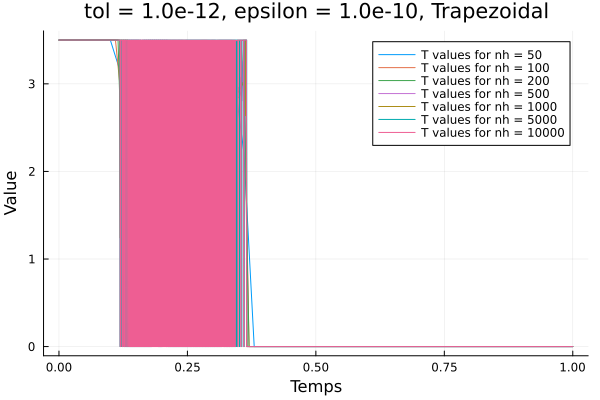 tol = 1.0e-12, epsilon = 1.0e-10, Trapezoidal
T values for nh = 50
T values for nh = 100
T values for nh = 200
T values for nh = 500
T values for nh = 1000
T values for nh = 5000
T values for nh = 10000
Value
3
2
1
0
0.00 0.25 0.50 0.75 1.00
Temps